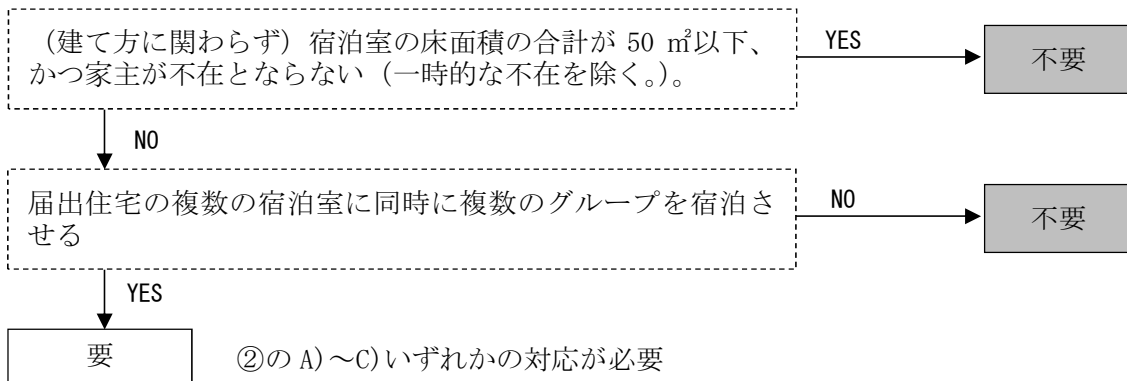 （建て方に関わらず）宿泊室の床面積の合計が 50 ㎡以下、
かつ家主が不在とならない（一時的な不在を除く。）。
YES
不要
NO
届出住宅の複数の宿泊室に同時に複数のグループを宿泊さ
せる
NO
不要
YES
要
②の A)～C)いずれかの対応が必要